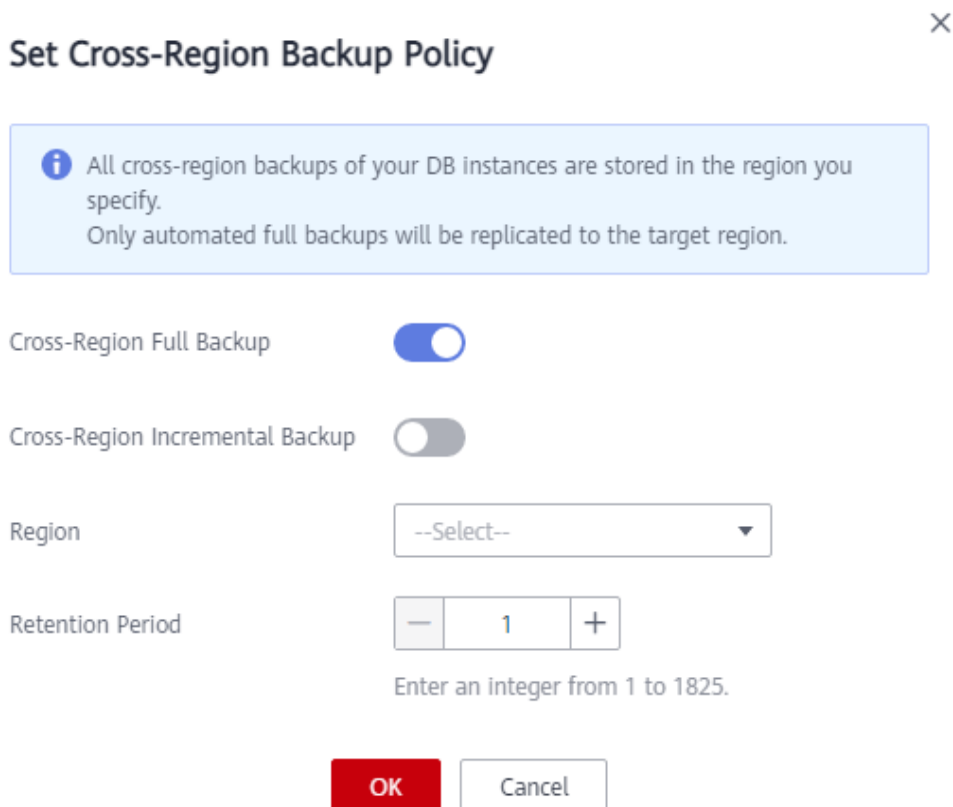 Set Cross-Region Backup Policy
All cross-region backups of your DB instances are stored in the region you
specify.
Only automated full backups will be replicated to the target region.
Cross-Region Full Backup
Cross-Region Incremental Backup
Region
--Select--
Retention Period
1
Enter an integer from 1 to 1825.
OK
Cancel